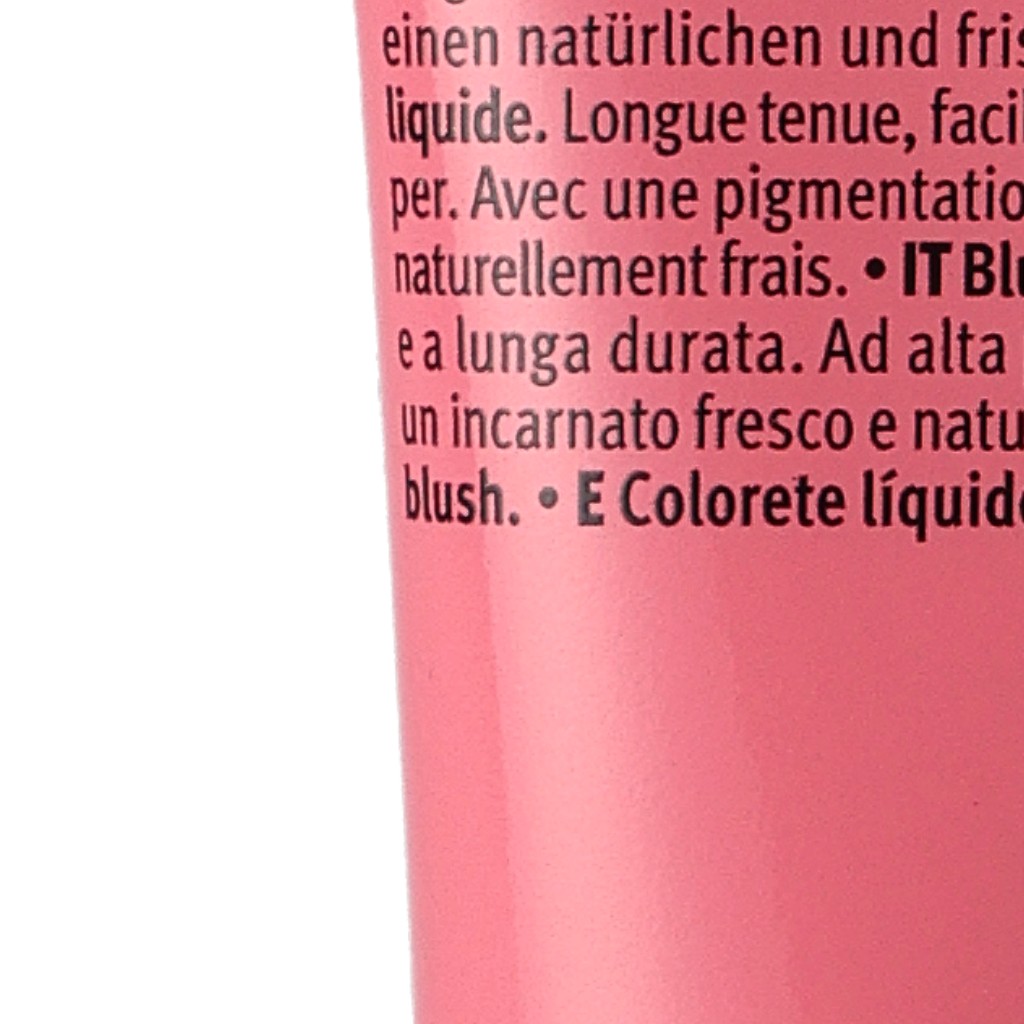 einen natürlichen und fris
liquide. Longue tenue, facil
per. Avec une pigmentatio
naturellement frais. • IT Blu
e a lunga durata. Ad alta
un incarnato fresco e natu
blush. • E Colorete líquido